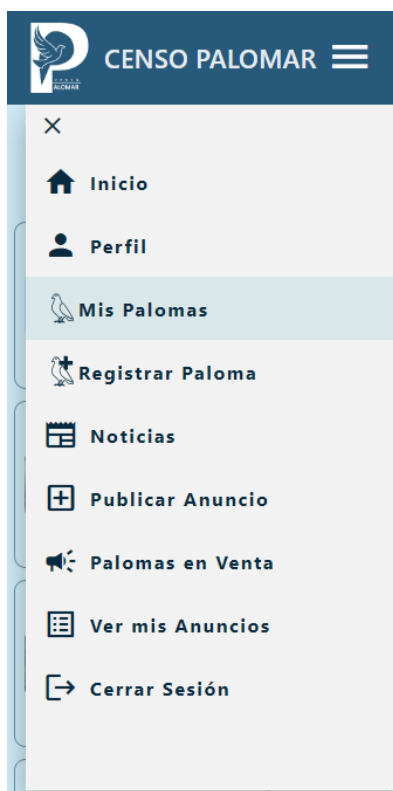 CENSO PALOMAR
ALOMAR
Inicio
Perfil
Mis Palomas
Registrar Paloma
Noticias
Publicar Anuncio
Palomas en Venta
Ver mis Anuncios
Cerrar Sesión